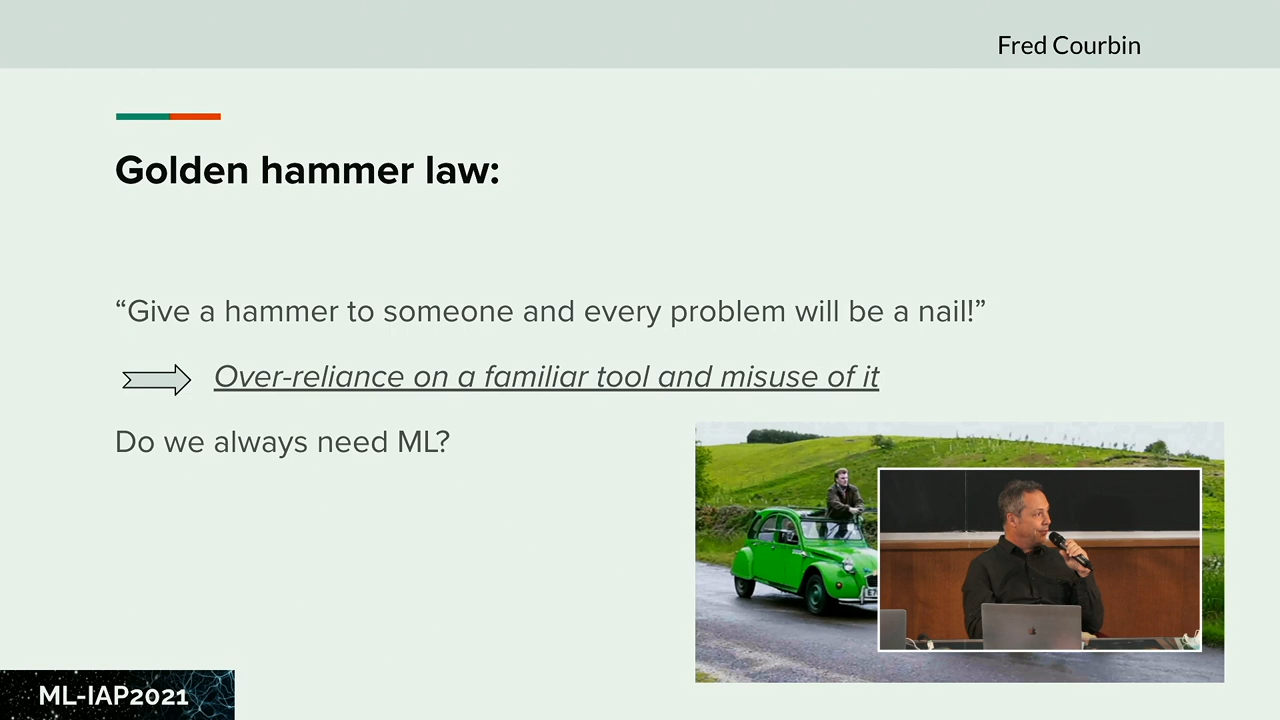 Fred Courbin
Golden hammer law:
“Give a hammer to someone and every problem will be a nail!”
Over-reliance on a familiar tool and misuse of it
Do we always need ML?
ML-IAP2021